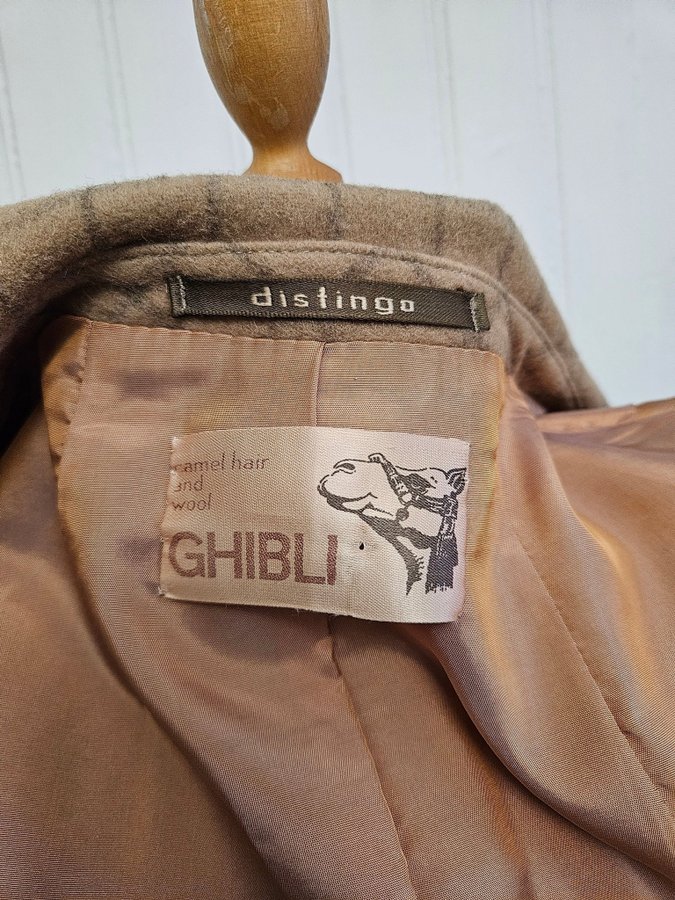 distingo
camel hair
and
wool
GHIBLI